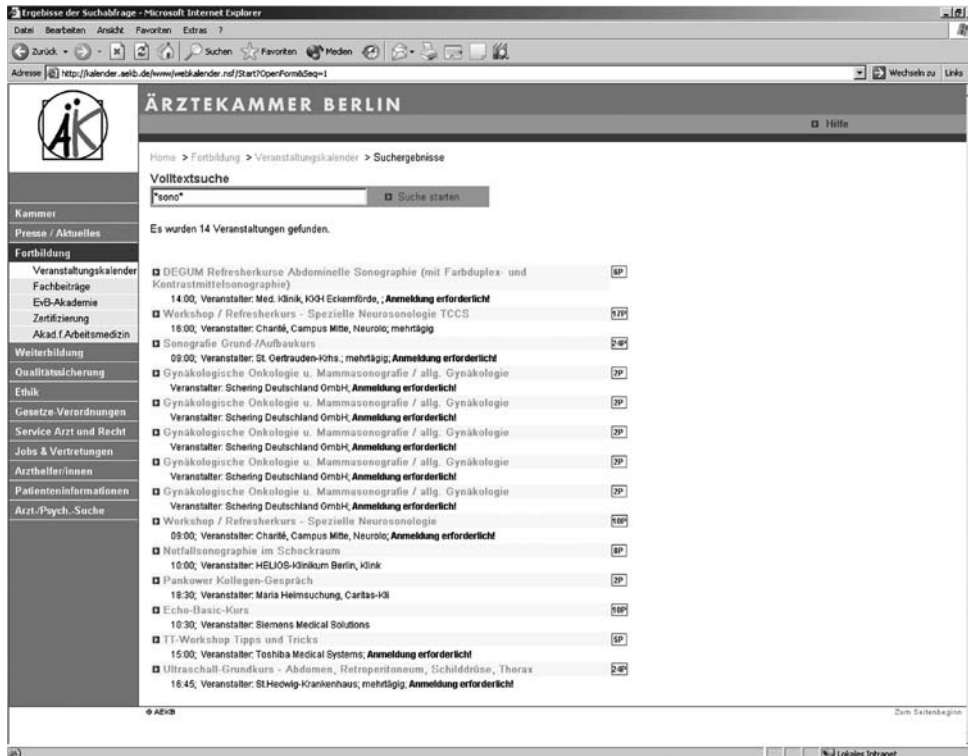 Ergebisse der Suchabfrage - Microsoft Internet Explorer
Datei Bearbeiten Ansicht Favoriten Extras ?
Zurück Suchen Favoriten Medien
Adresse http://kalender.aekb.de/www/webkalender.nsf/Start?OpenForm&Seq=1 Wechseln zu Links
ÄK
ÄRZTEKAMMER BERLIN
Hilfe
Home > Fortbildung > Veranstaltungskalender > Suchergebnisse
Volltextsuche
*sono* Suche starten
Es wurden 14 Veranstaltungen gefunden.
Kammer
Presse / Aktuelles
Fortbildung
Veranstaltungskalender
Fachbeiträge
EvB-Akademie
Zertifizierung
Akad.f.Arbeitsmedizin
Weiterbildung
Qualitätssicherung
Ethik
Gesetze-Verordnungen
Service Arzt und Recht
Jobs & Vertretungen
Arzthelfer/innen
Patienteninformationen
Arzt-/Psych.-Suche
DEGUM Refresherkurse Abdominelle Sonographie (mit Farbduplex- und 6P
Kontrastmittelsonographie)
14:00; Veranstalter: Med. Klinik, KKH Eckernförde, ; Anmeldung erforderlich!
Workshop / Refresherkurs - Spezielle Neurosonologie TCCS 17P
16:00; Veranstalter: Charité, Campus Mitte, Neurolo; mehrtägig
Sonografie Grund-/Aufbaukurs 24P
09:00; Veranstalter: St. Gertrauden-Krhs.; mehrtägig; Anmeldung erforderlich!
Gynäkologische Onkologie u. Mammasonografie / allg. Gynäkologie 2P
Veranstalter: Schering Deutschland GmbH; Anmeldung erforderlich!
Gynäkologische Onkologie u. Mammasonografie / allg. Gynäkologie 2P
Veranstalter: Schering Deutschland GmbH; Anmeldung erforderlich!
Gynäkologische Onkologie u. Mammasonografie / allg. Gynäkologie 2P
Veranstalter: Schering Deutschland GmbH; Anmeldung erforderlich!
Gynäkologische Onkologie u. Mammasonografie / allg. Gynäkologie 2P
Veranstalter: Schering Deutschland GmbH; Anmeldung erforderlich!
Gynäkologische Onkologie u. Mammasonografie / allg. Gynäkologie 2P
Veranstalter: Schering Deutschland GmbH; Anmeldung erforderlich!
Workshop / Refresherkurs - Spezielle Neurosonologie 10P
09:00; Veranstalter: Charité, Campus Mitte, Neurolo; Anmeldung erforderlich!
Notfallsonographie im Schockraum 8P
10:00; Veranstalter: HELIOS-Klinikum Berlin, Klink
Pankower Kollegen-Gespräch 2P
18:30; Veranstalter: Maria Heimsuchung, Caritas-Kli
Echo-Basic-Kurs 10P
10:30; Veranstalter: Siemens Medical Solutions
TT-Workshop Tipps und Tricks 5P
15:00; Veranstalter: Toshiba Medical Systems; Anmeldung erforderlich!
Ultraschall-Grundkurs - Abdomen, Retroperitoneum, Schilddrüse, Thorax 24P
16:45; Veranstalter: St.Hedwig-Krankenhaus; mehrtägig; Anmeldung erforderlich!
© AEKB Zum Seitenbeginn
Lokales Intranet